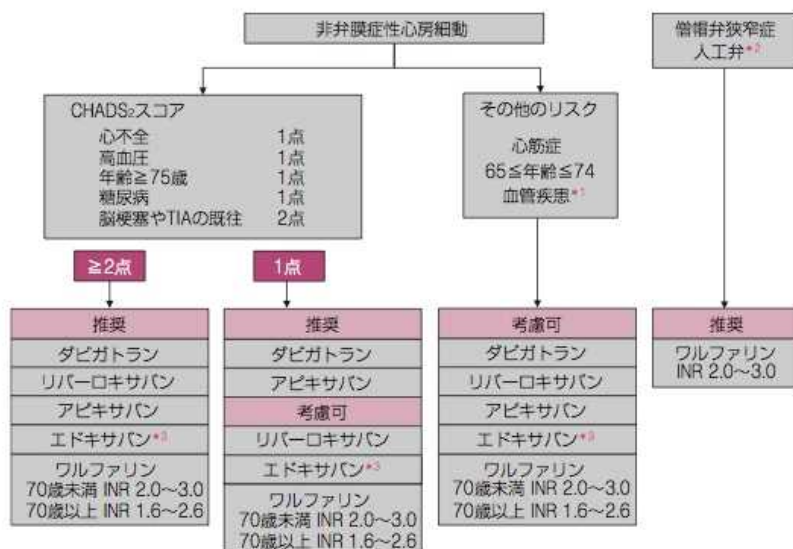 非弁膜症性心房細動
僧帽弁狭窄症
人工弁*2
CHADS2スコア
心不全 1点
高血圧 1点
年齢≧75歳 1点
糖尿病 1点
脳梗塞やTIAの既往 2点
その他のリスク
心筋症
65≦年齢≦74
血管疾患*1
≧2点
1点
推奨
ダビガトラン
リバーロキサバン
アピキサバン
エドキサバン*3
ワルファリン
70歳未満 INR 2.0～3.0
70歳以上 INR 1.6～2.6
推奨
ダビガトラン
アピキサバン
考慮可
リバーロキサバン
エドキサバン*3
ワルファリン
70歳未満 INR 2.0～3.0
70歳以上 INR 1.6～2.6
考慮可
ダビガトラン
リバーロキサバン
アピキサバン
エドキサバン*3
ワルファリン
70歳未満 INR 2.0～3.0
70歳以上 INR 1.6～2.6
推奨
ワルファリン
INR 2.0～3.0